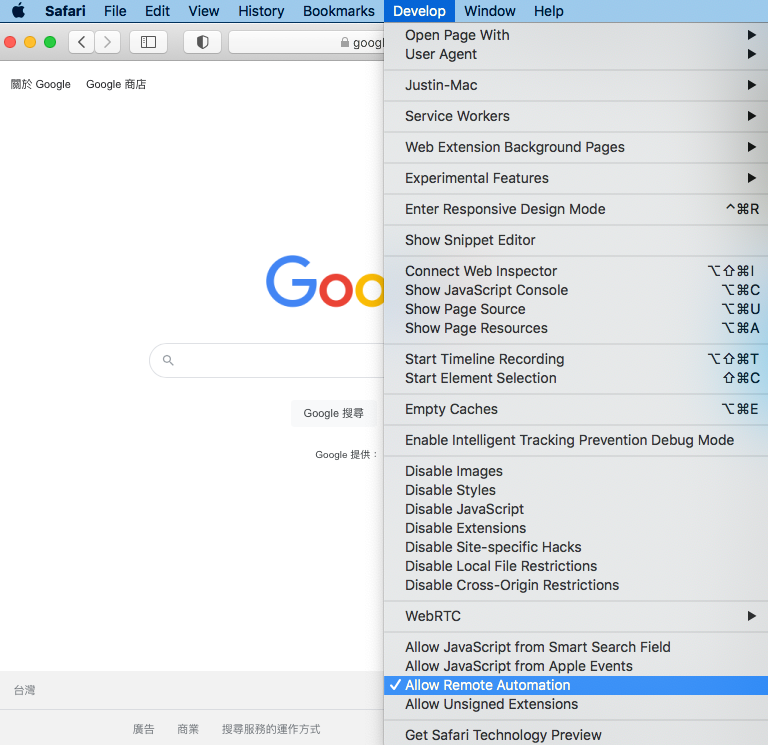 Safari File Edit View History Bookmarks Develop Window Help
googl
關於 Google Google 商店
Goo
Google 搜尋
Google 提供：
台灣
廣告 商業 搜尋服務的運作方式
Open Page With
User Agent
Justin-Mac
Service Workers
Web Extension Background Pages
Experimental Features
Enter Responsive Design Mode ^⌘R
Show Snippet Editor
Connect Web Inspector ⌥⇧⌘I
Show JavaScript Console ⌥⌘C
Show Page Source ⌥⌘U
Show Page Resources ⌥⌘A
Start Timeline Recording ⌥⇧⌘T
Start Element Selection ⇧⌘C
Empty Caches ⌥⌘E
Enable Intelligent Tracking Prevention Debug Mode
Disable Images
Disable Styles
Disable JavaScript
Disable Extensions
Disable Site-specific Hacks
Disable Local File Restrictions
Disable Cross-Origin Restrictions
WebRTC
Allow JavaScript from Smart Search Field
Allow JavaScript from Apple Events
✓ Allow Remote Automation
Allow Unsigned Extensions
Get Safari Technology Preview